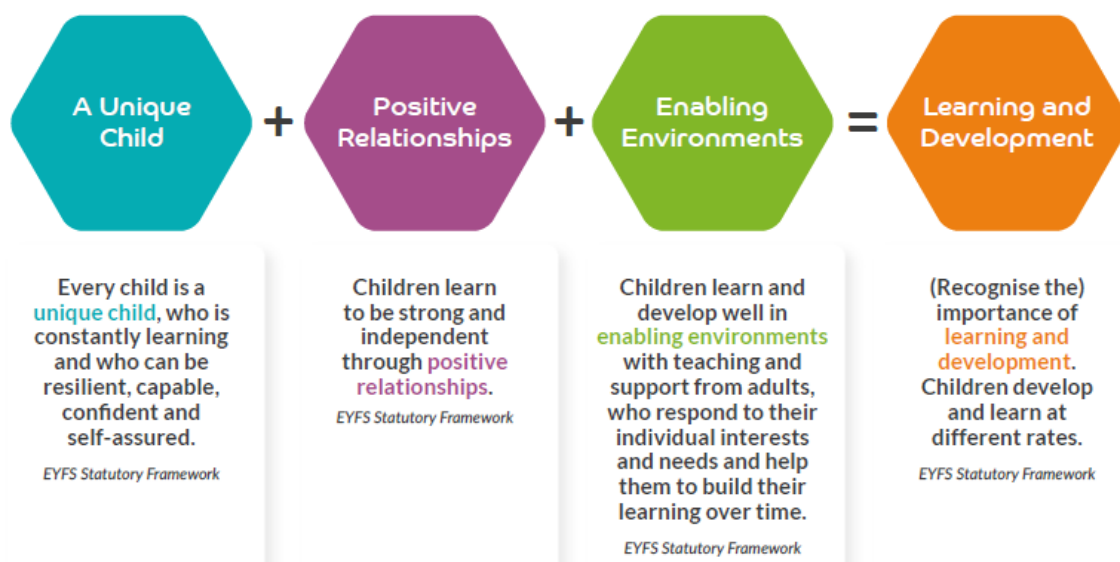 A Unique
Child
+
Positive
Relationships
+
Enabling
Environments
=
Learning and
Development
Every child is a
unique child, who is
constantly learning
and who can be
resilient, capable,
confident and
self-assured.
EYFS Statutory Framework
Children learn
to be strong and
independent
through positive
relationships.
EYFS Statutory Framework
Children learn and
develop well in
enabling environments
with teaching and
support from adults,
who respond to their
individual interests
and needs and help
them to build their
learning over time.
EYFS Statutory Framework
(Recognise the)
importance of
learning and
development.
Children develop
and learn at
different rates.
EYFS Statutory Framework